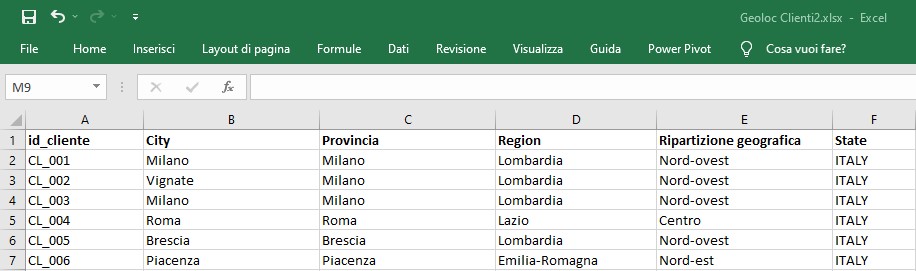 Geoloc Clienti2.xlsx - Excel
File Home Inserisci Layout di pagina Formule Dati Revisione Visualizza Guida Power Pivot Cosa vuoi fare?
M9 fx
A B C D E F
1 id_cliente City Provincia Region Ripartizione geografica State
2 CL_001 Milano Milano Lombardia Nord-ovest ITALY
3 CL_002 Vignate Milano Lombardia Nord-ovest ITALY
4 CL_003 Milano Milano Lombardia Nord-ovest ITALY
5 CL_004 Roma Roma Lazio Centro ITALY
6 CL_005 Brescia Brescia Lombardia Nord-ovest ITALY
7 CL_006 Piacenza Piacenza Emilia-Romagna Nord-est ITALY